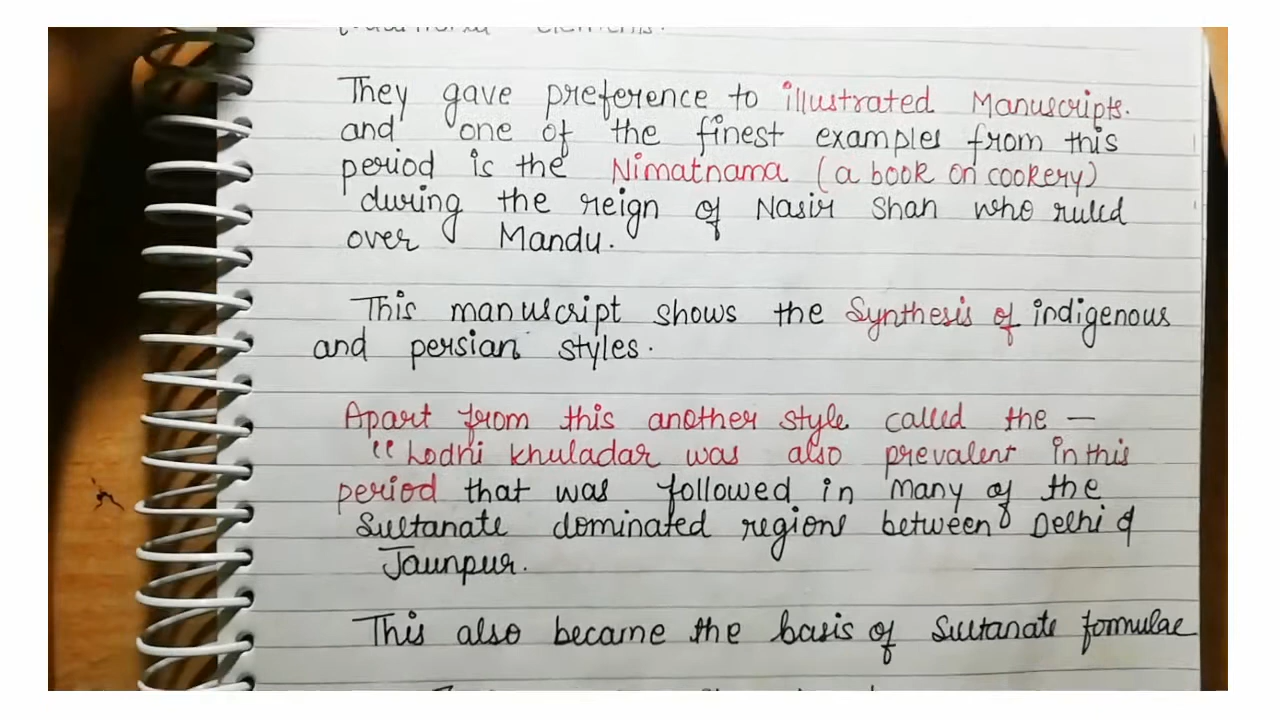 elements.
They gave preference to illustrated Manuscripts.
and one of the finest examples from this
period is the Nimatnama (a book on cookery)
during the reign of Nasir Shah who ruled
over Mandu.
This manuscript shows the Synthesis of indigenous
and persian styles.
Apart from this another style called the —
"Lodhi khuladar was also prevalent in this
period that was followed in many of the
Sultanate dominated regions between Delhi &
Jaunpur.
This also became the basis of Sultanate formulae